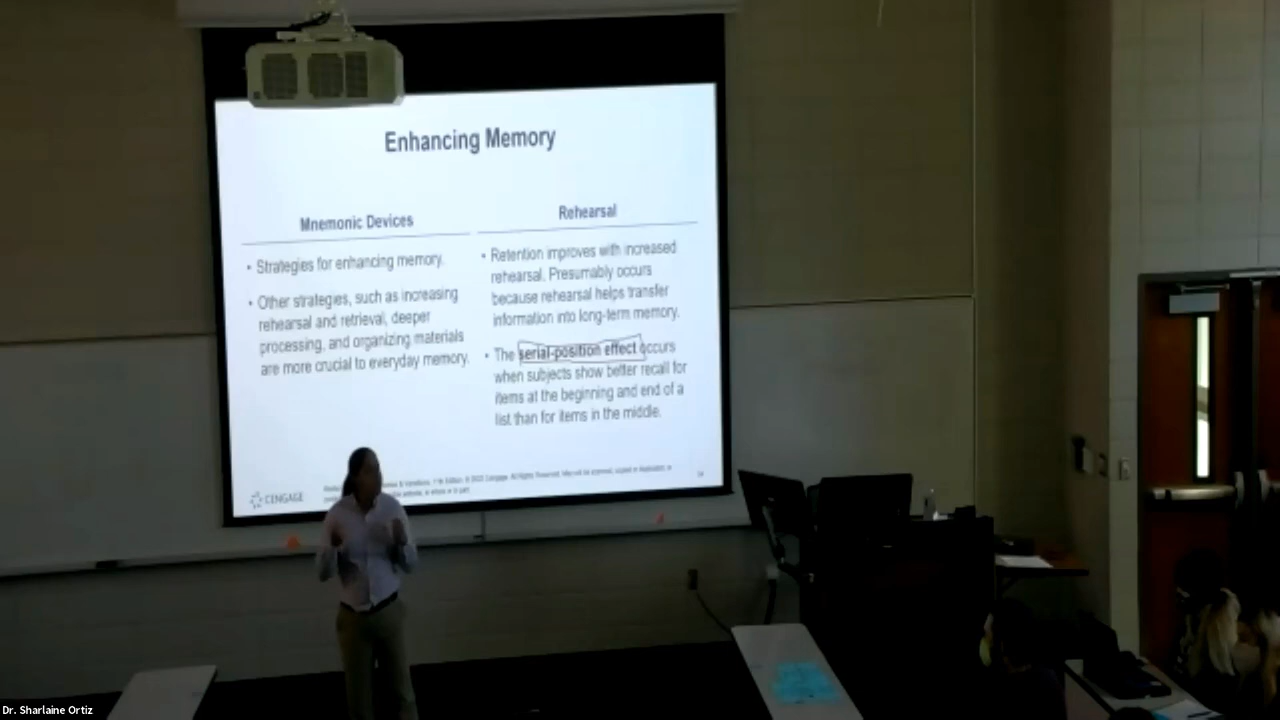 Enhancing Memory
Mnemonic Devices
• Strategies for enhancing memory.
• Other strategies, such as increasing
rehearsal and retrieval, deeper
processing, and organizing materials
are more crucial to everyday memory.
Rehearsal
• Retention improves with increased
rehearsal. Presumably occurs
because rehearsal helps transfer
information into long-term memory.
• The serial-position effect occurs
when subjects show better recall for
items at the beginning and end of a
list than for items in the middle.
CENGAGE
Dr. Sharlaine Ortiz